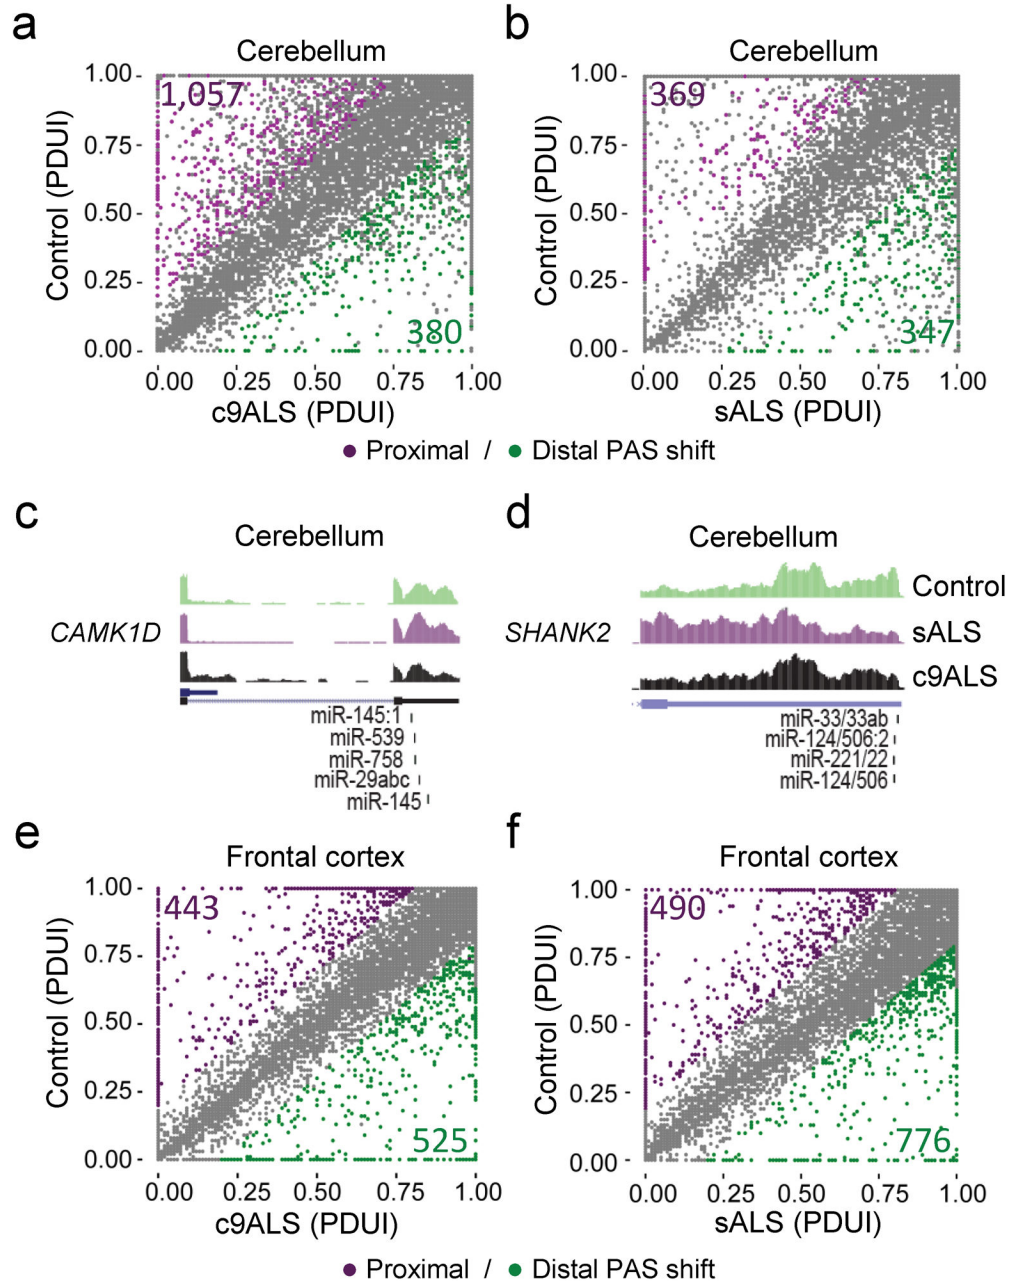 a
Cerebellum
1,057
380
1.00
0.75
0.50
0.25
0.00
Control (PDUI)
0.00 0.25 0.50 0.75 1.00
c9ALS (PDUI)
b
Cerebellum
369
347
1.00
0.75
0.50
0.25
0.00
Control (PDUI)
0.00 0.25 0.50 0.75 1.00
sALS (PDUI)
Proximal / Distal PAS shift
c
Cerebellum
CAMK1D
miR-145:1
miR-539
miR-758
miR-29abc
miR-145
d
Cerebellum
SHANK2
Control
sALS
c9ALS
miR-33/33ab
miR-124/506:2
miR-221/22
miR-124/506
e
Frontal cortex
443
525
1.00
0.75
0.50
0.25
0.00
Control (PDUI)
0.00 0.25 0.50 0.75 1.00
c9ALS (PDUI)
f
Frontal cortex
490
776
1.00
0.75
0.50
0.25
0.00
Control (PDUI)
0.00 0.25 0.50 0.75 1.00
sALS (PDUI)
Proximal / Distal PAS shift